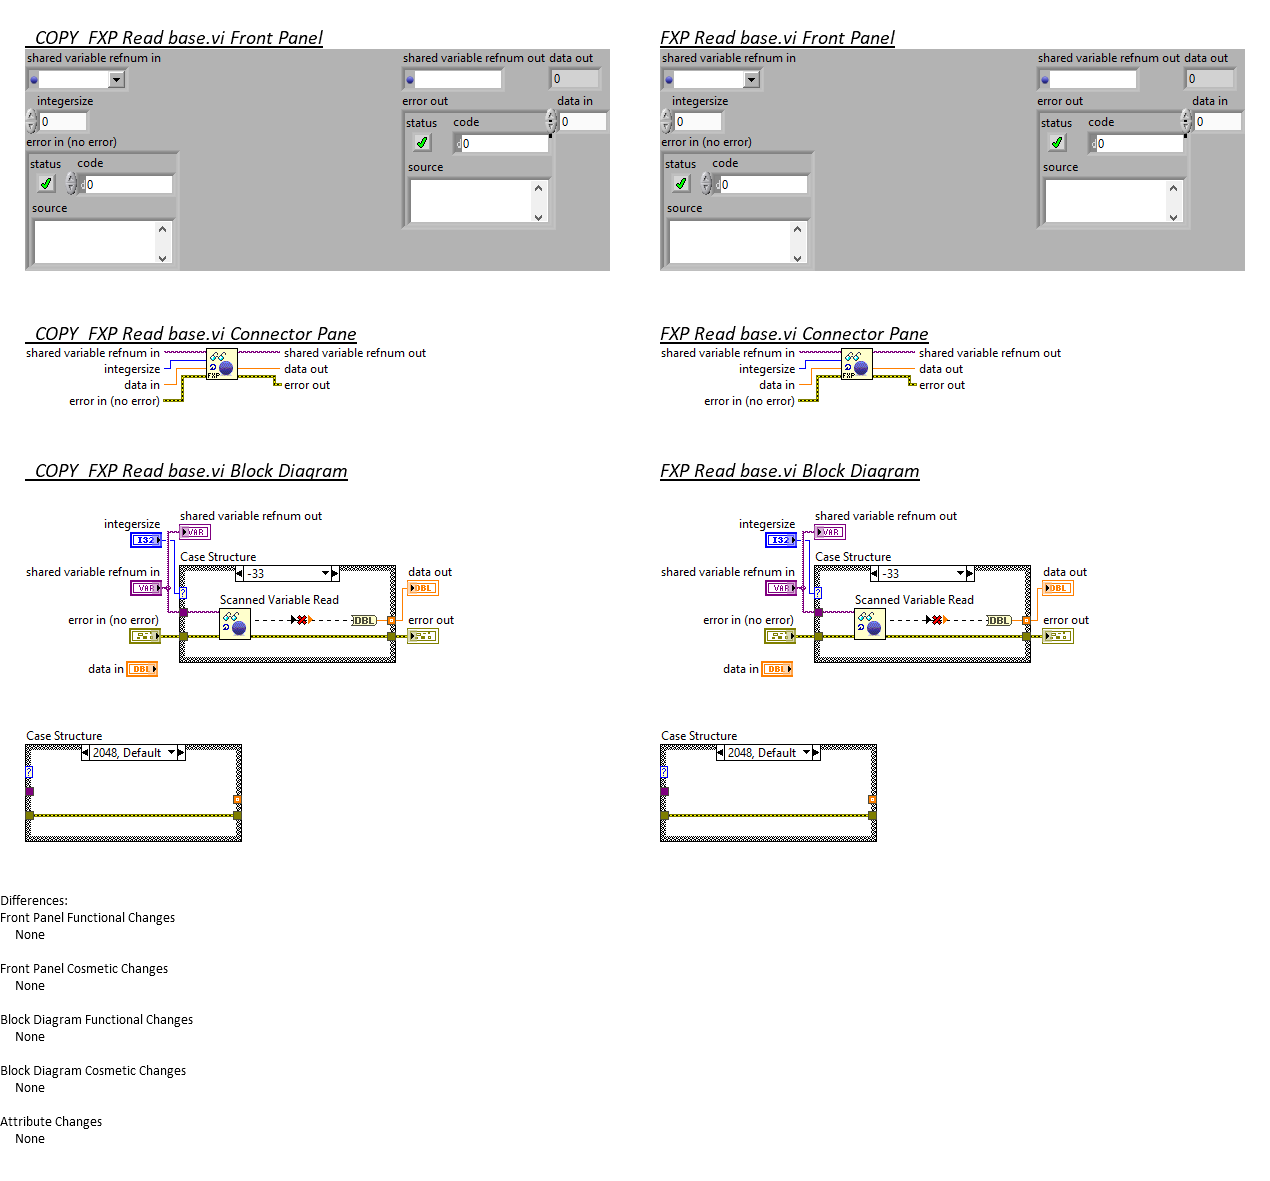 _COPY_FXP Read base.vi Front Panel
FXP Read base.vi Front Panel
shared variable refnum in
shared variable refnum out data out
shared variable refnum in
shared variable refnum out data out
0
0
integersize
error out
data in
integersize
error out
data in
0
status
code
0
0
status
code
0
error in (no error)
d0
error in (no error)
d0
status
code
source
status
code
source
d0
d0
source
source
_COPY_FXP Read base.vi Connector Pane
FXP Read base.vi Connector Pane
shared variable refnum in
shared variable refnum out
integersize
data out
data in
error out
error in (no error)
FXP
shared variable refnum in
shared variable refnum out
integersize
data out
data in
error out
error in (no error)
FXP
_COPY_FXP Read base.vi Block Diagram
FXP Read base.vi Block Diagram
shared variable refnum out
integersize
VAR
I32
Case Structure
shared variable refnum in
-33
data out
VAR
?
DBL
Scanned Variable Read
error in (no error)
DBL
error out
data in
DBL
shared variable refnum out
integersize
VAR
I32
Case Structure
shared variable refnum in
-33
data out
VAR
?
DBL
Scanned Variable Read
error in (no error)
DBL
error out
data in
DBL
Case Structure
2048, Default
?
Case Structure
2048, Default
?
Differences:
Front Panel Functional Changes
None
Front Panel Cosmetic Changes
None
Block Diagram Functional Changes
None
Block Diagram Cosmetic Changes
None
Attribute Changes
None